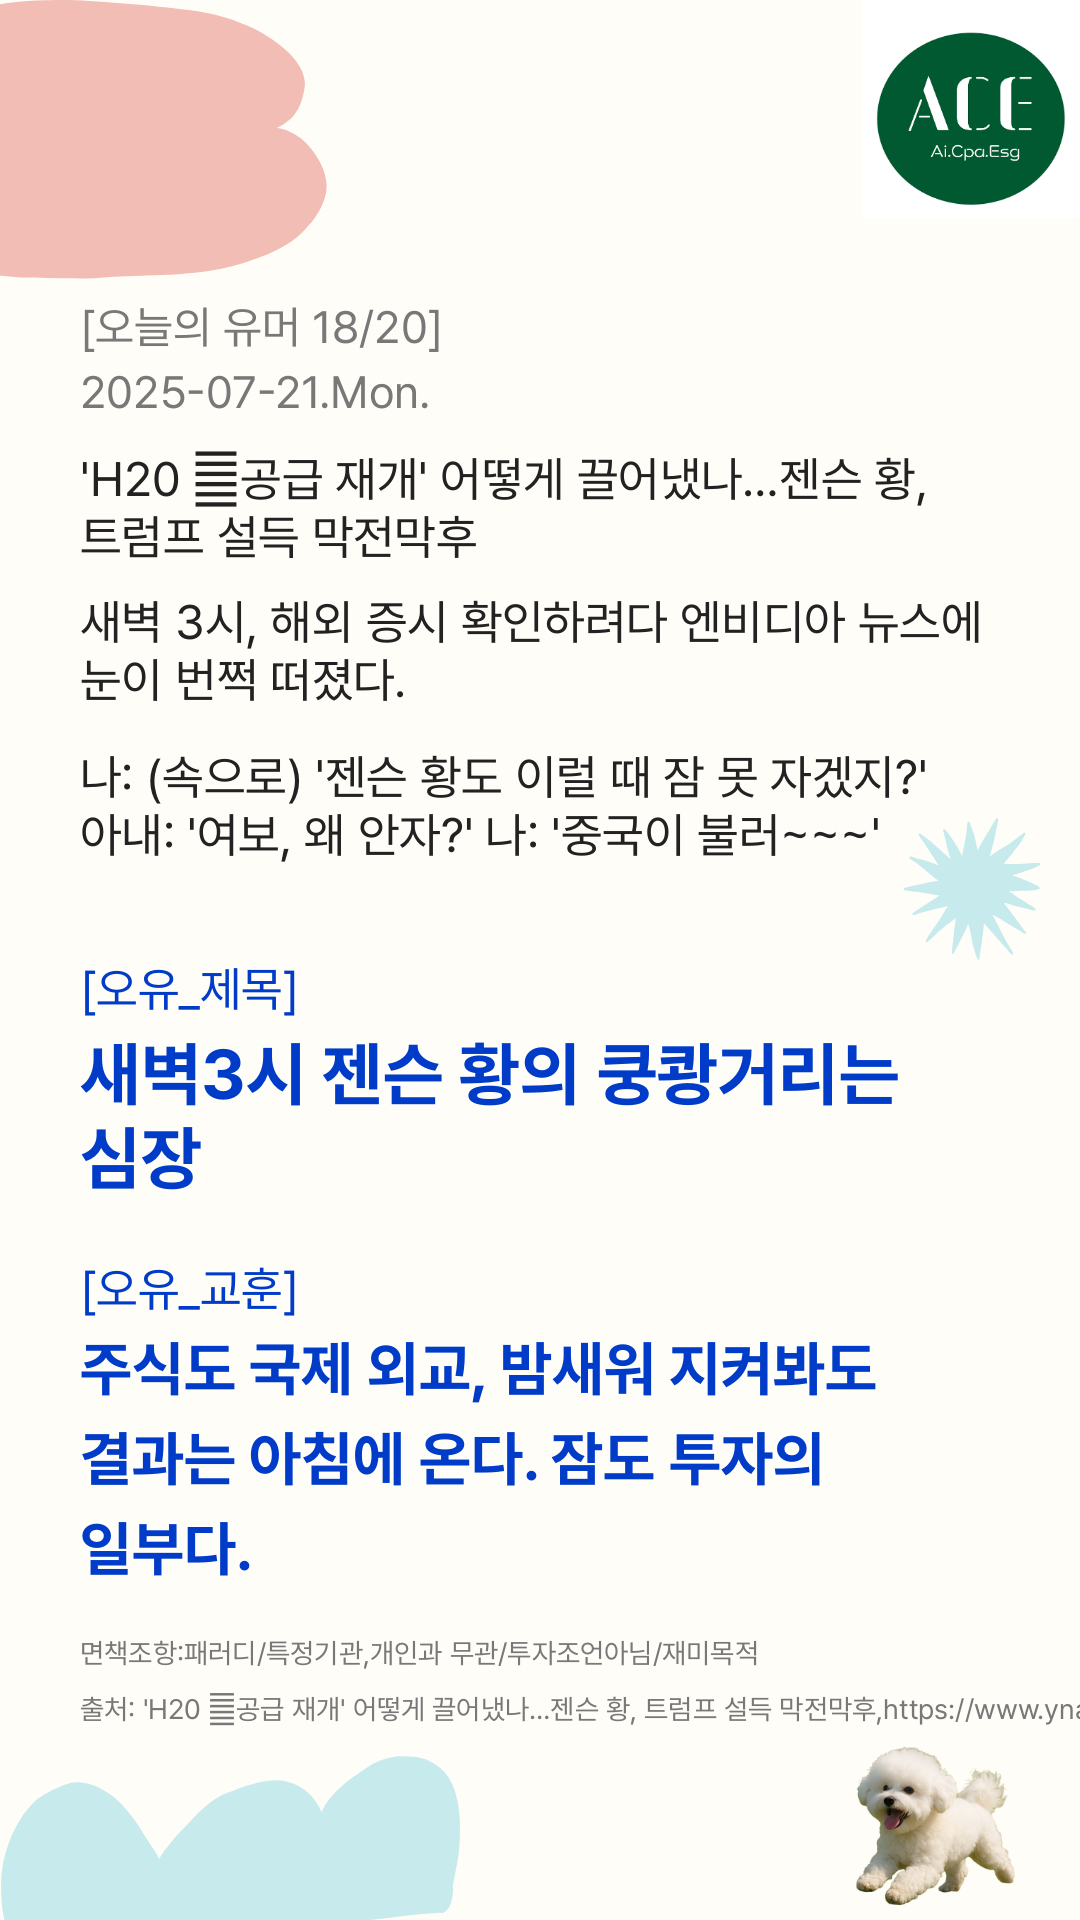 ACE
Ai.Cpa.Esg
[오늘의 유머 18/20]
2025-07-21.Mon.
'H20 ䷀공급 재개' 어떻게 끌어냈나…젠슨 황,
트럼프 설득 막전막후
새벽 3시, 해외 증시 확인하려다 엔비디아 뉴스에
눈이 번쩍 떠졌다.
나: (속으로) '젠슨 황도 이럴 때 잠 못 자겠지?'
아내: '여보, 왜 안자?' 나: '중국이 불러~~~'
[오유_제목]
새벽3시 젠슨 황의 쿵쾅거리는
심장
[오유_교훈]
주식도 국제 외교, 밤새워 지켜봐도
결과는 아침에 온다. 잠도 투자의
일부다.
면책조항:패러디/특정기관,개인과 무관/투자조언아님/재미목적
출처: 'H20 ䷀공급 재개' 어떻게 끌어냈나…젠슨 황, 트럼프 설득 막전막후,https://www.yna